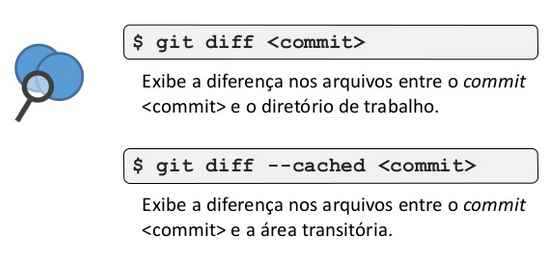 $ git diff <commit>
Exibe a diferença nos arquivos entre o commit
<commit> e o diretório de trabalho.
$ git diff --cached <commit>
Exibe a diferença nos arquivos entre o commit
<commit> e a área transitória.